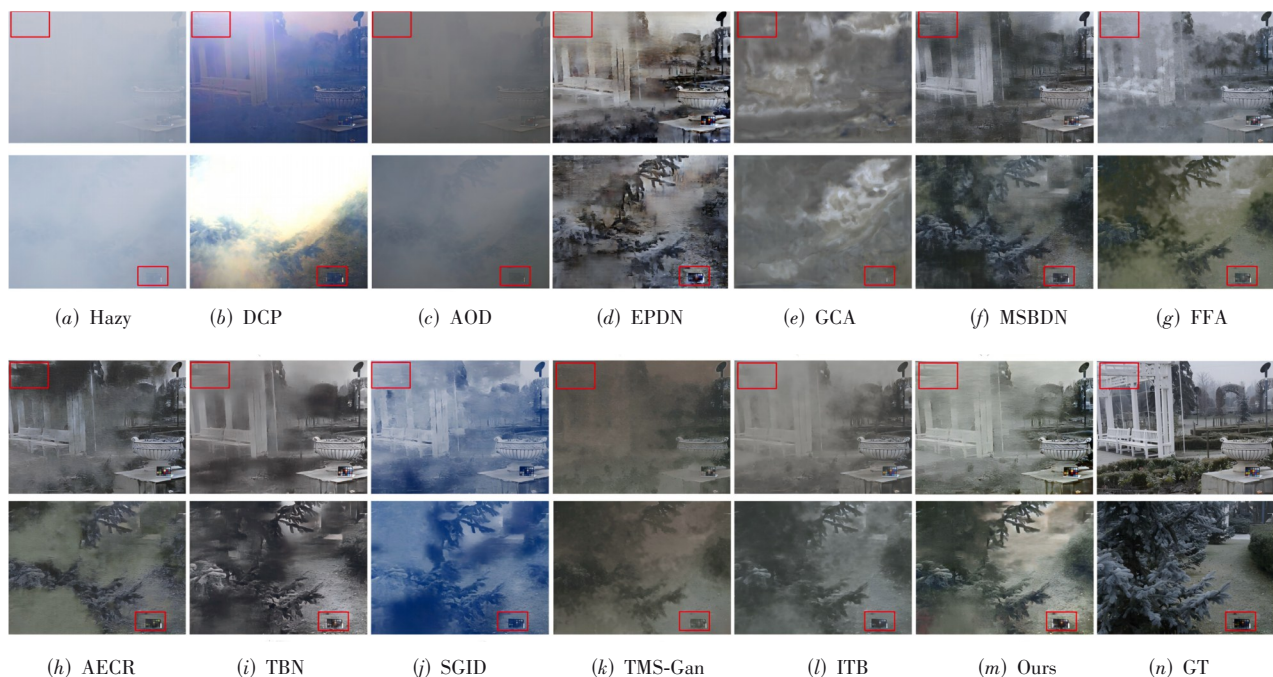 (a) Hazy (b) DCP (c) AOD (d) EPDN (e) GCA (f) MSBDN (g) FFA
(h) AECR (i) TBN (j) SGID (k) TMS-Gan (l) ITB (m) Ours (n) GT